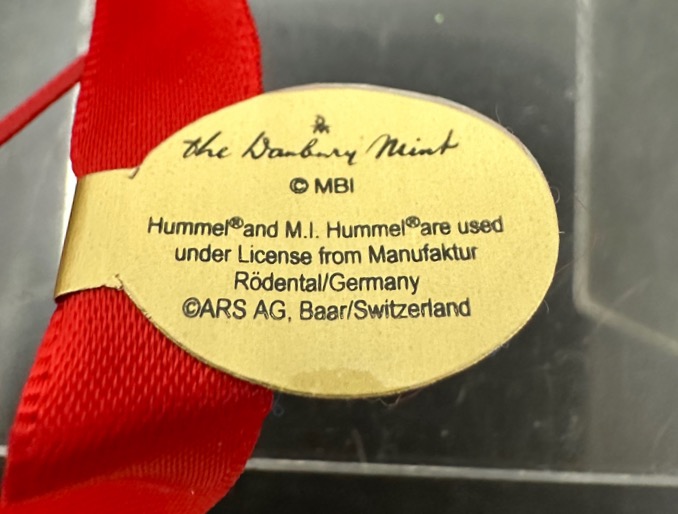 the Danbury Mint
© MBI
Hummel® and M.I. Hummel® are used
under License from Manufaktur
Rödental/Germany
©ARS AG, Baar/Switzerland